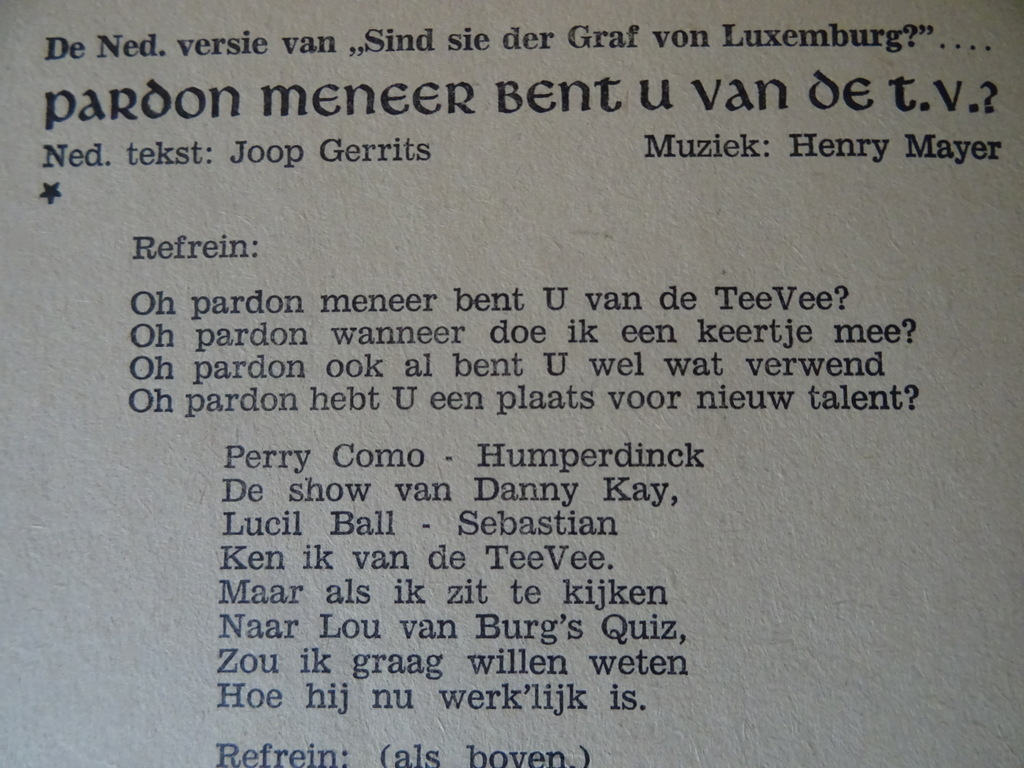 De Ned. versie van „Sind sie der Graf von Luxemburg?”....
pardon meneer bent u van de t.v.?
Ned. tekst: Joop Gerrits Muziek: Henry Mayer
★
Refrein:
Oh pardon meneer bent U van de TeeVee?
Oh pardon wanneer doe ik een keertje mee?
Oh pardon ook al bent U wel wat verwend
Oh pardon hebt U een plaats voor nieuw talent?
Perry Como - Humperdinck
De show van Danny Kay,
Lucil Ball - Sebastian
Ken ik van de TeeVee.
Maar als ik zit te kijken
Naar Lou van Burg's Quiz,
Zou ik graag willen weten
Hoe hij nu werk'lijk is.
Refrein: (als boven.)